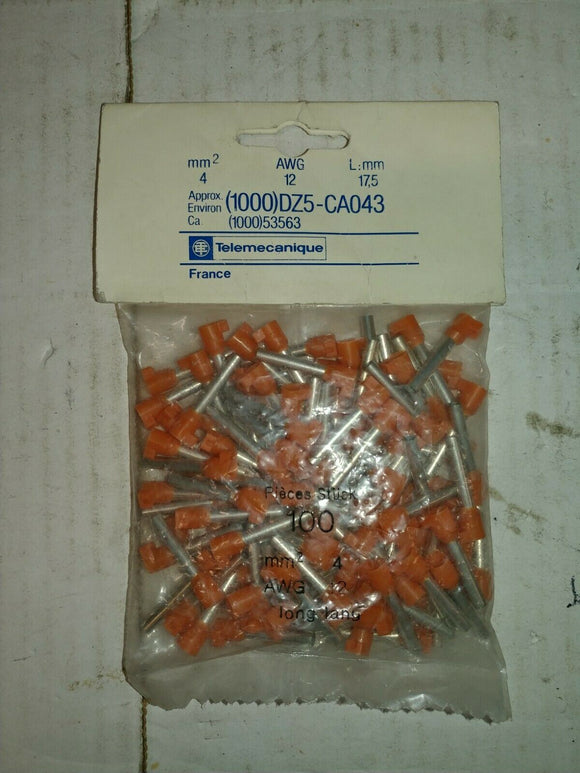 mm² AWG L:mm
4 12 17,5
Approx.
Environ (1000)DZ5-CA043
Ca. (1000)53563
Telemecanique
France
Pièces Stück
100
mm² 4
AWG 12
long lang